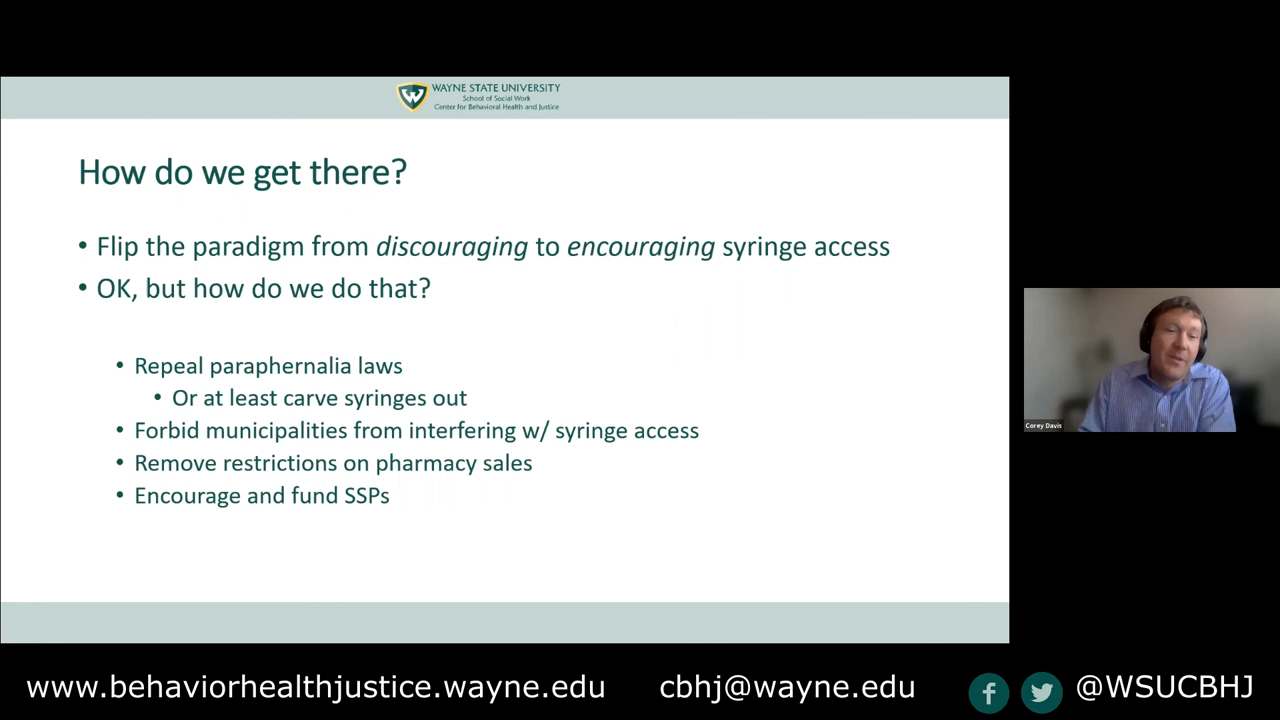 WAYNE STATE UNIVERSITY
School of Social Work
Center for Behavioral Health and Justice
How do we get there?
• Flip the paradigm from discouraging to encouraging syringe access
• OK, but how do we do that?
• Repeal paraphernalia laws
• Or at least carve syringes out
• Forbid municipalities from interfering w/ syringe access
• Remove restrictions on pharmacy sales
• Encourage and fund SSPs
Corey Davis
www.behaviorhealthjustice.wayne.edu cbhj@wayne.edu @WSUCBHJ